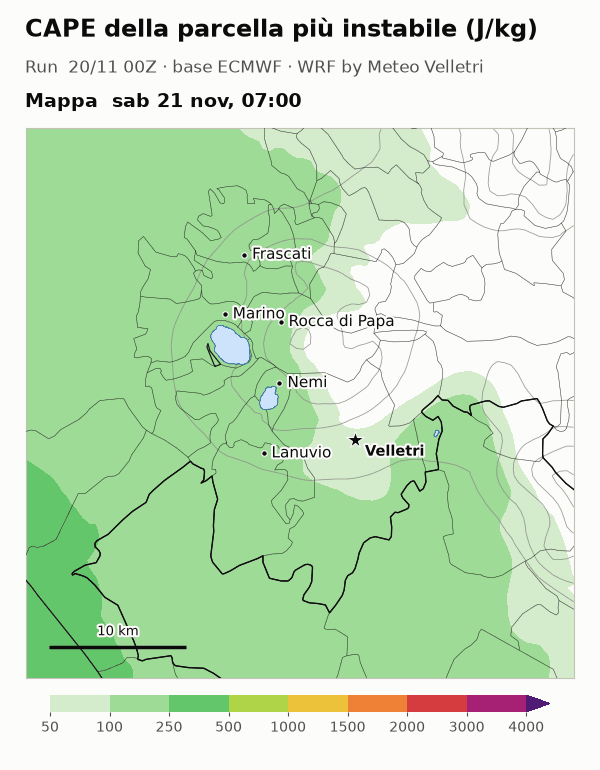 CAPE della parcella più instabile (J/kg)
Run  20/11 00Z · base ECMWF · WRF by Meteo Velletri
Mappa  sab 21 nov, 07:00
Frascati
Marino
Rocca di Papa
Nemi
Velletri
Lanuvio
10 km
50 100 250 500 1000 1500 2000 3000 4000